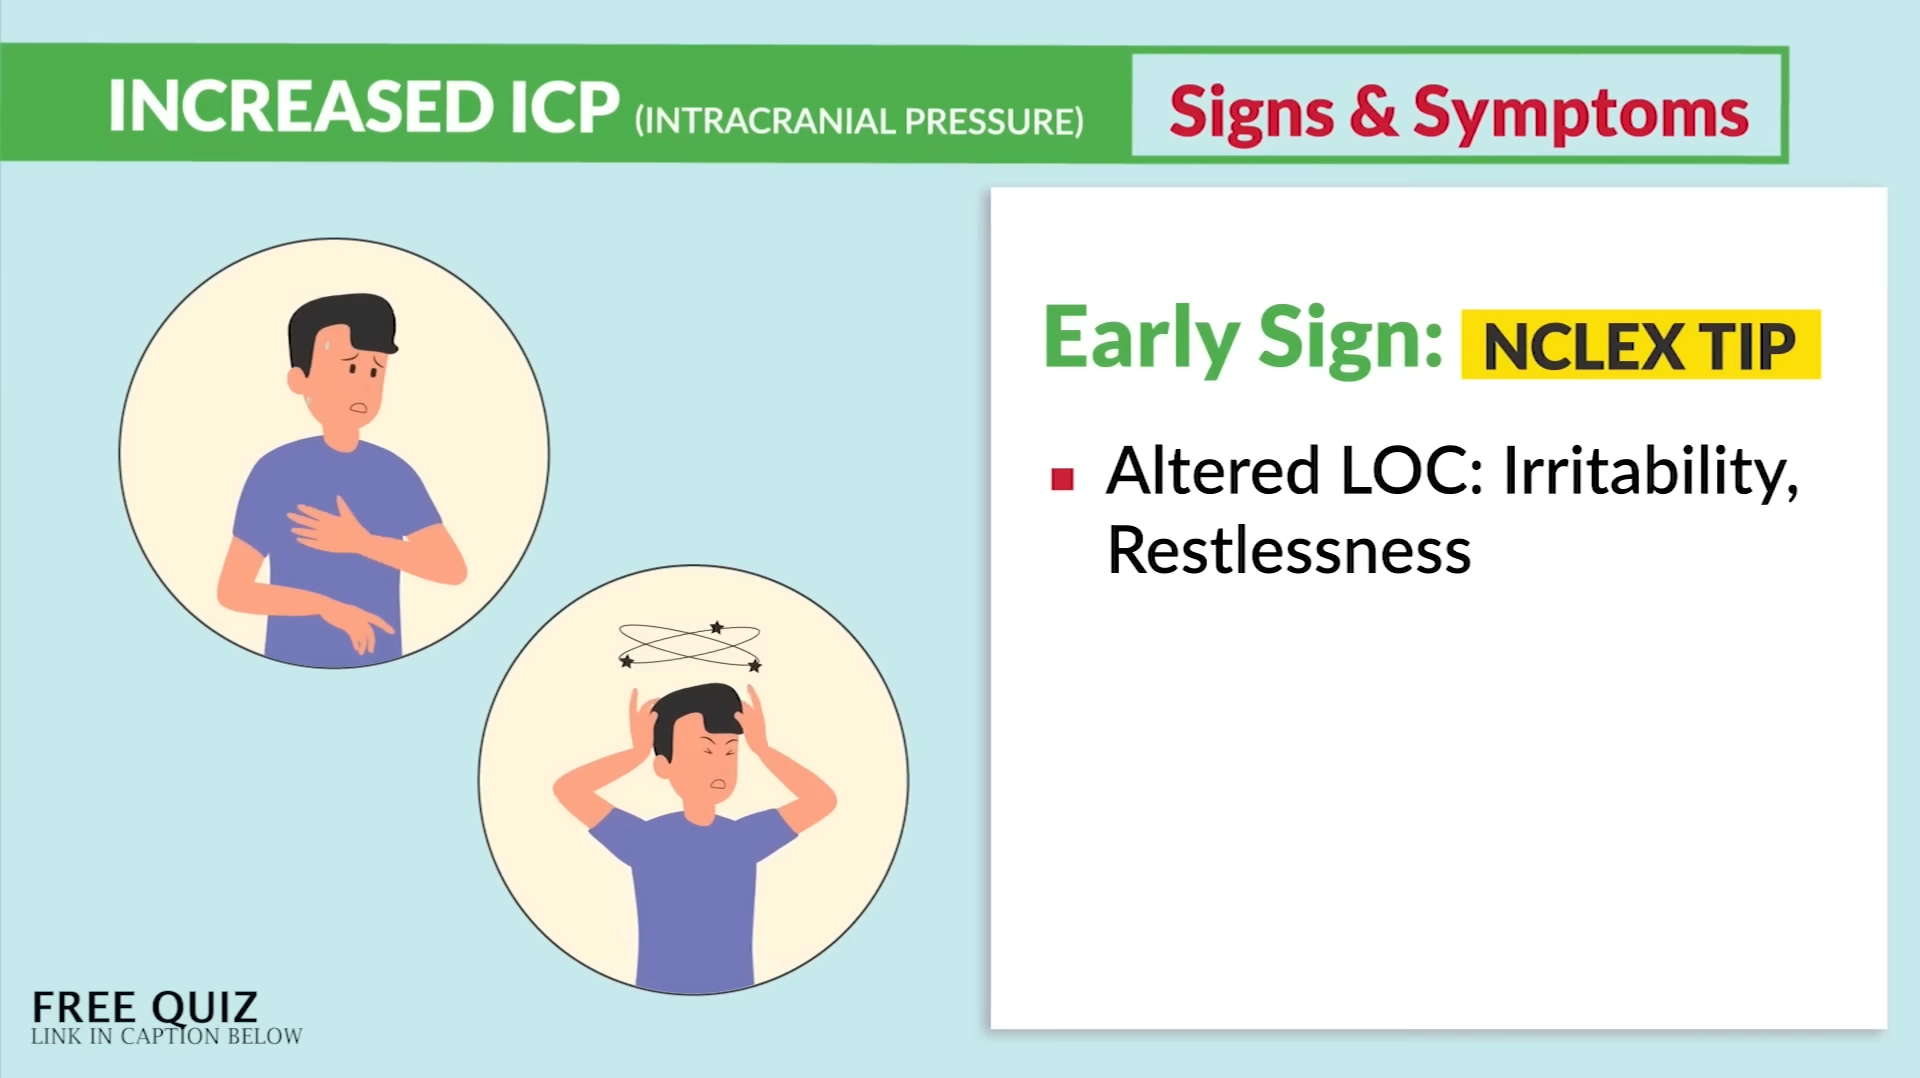 INCREASED ICP (INTRACRANIAL PRESSURE) Signs & Symptoms
Early Sign: NCLEX TIP
▪ Altered LOC: Irritability,
Restlessness
FREE QUIZ
LINK IN CAPTION BELOW